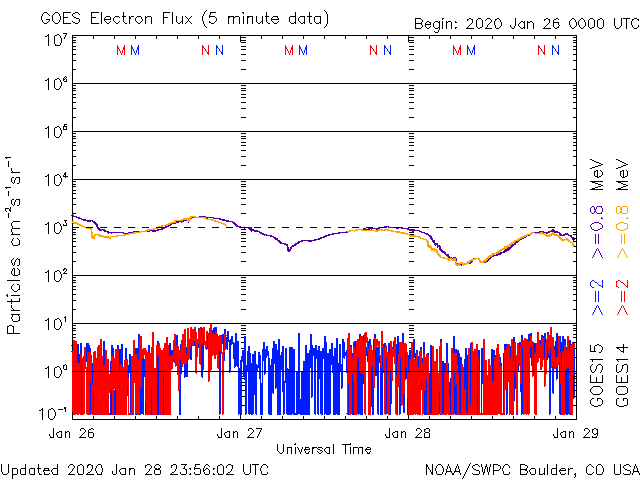 GOES Electron Flux (5 minute data)
Begin: 2020 Jan 26 0000 UTC
M M N N M M N N M M N N
10⁷
10⁶
10⁵
10⁴
10³
10²
10¹
10⁰
10⁻¹
Particles cm⁻²s⁻¹sr⁻¹
Jan 26 Jan 27 Jan 28 Jan 29
Universal Time
GOES15 >=2 >=0.8 MeV
GOES14 >=2 >=0.8 MeV
Updated 2020 Jan 28 23:56:02 UTC
NOAA/SWPC Boulder, CO USA